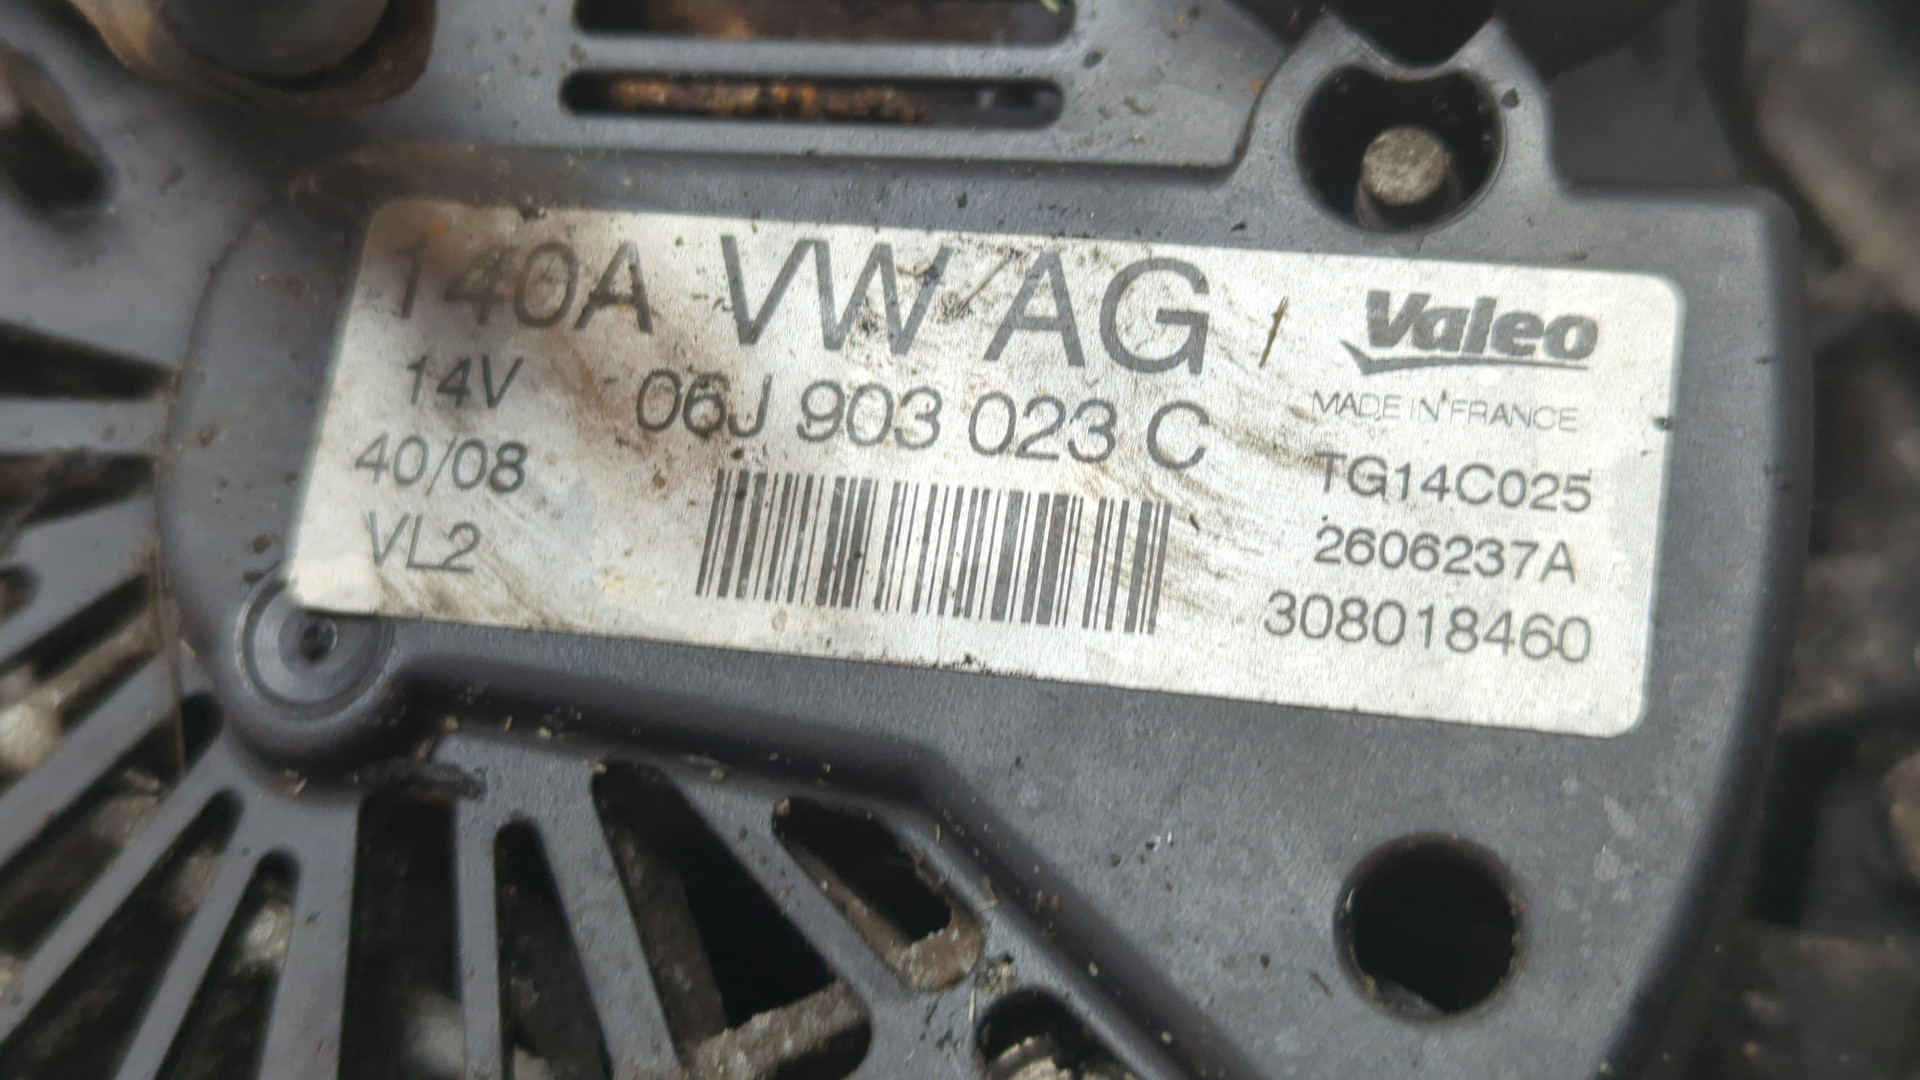 140A VW AG
Valeo
14V 06J 903 023 C
MADE IN FRANCE
40/08
TG14C025
VL2
2606237A
308018460